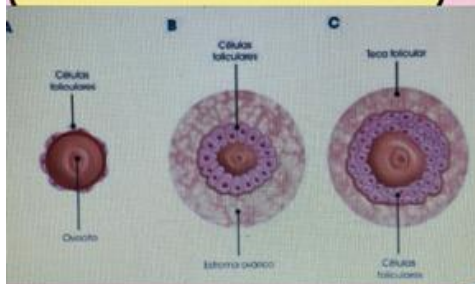 A
B
C
Células
foliculares
Células
foliculares
Teca folicular
Ovocito
Estroma ovárico
Células
foliculares